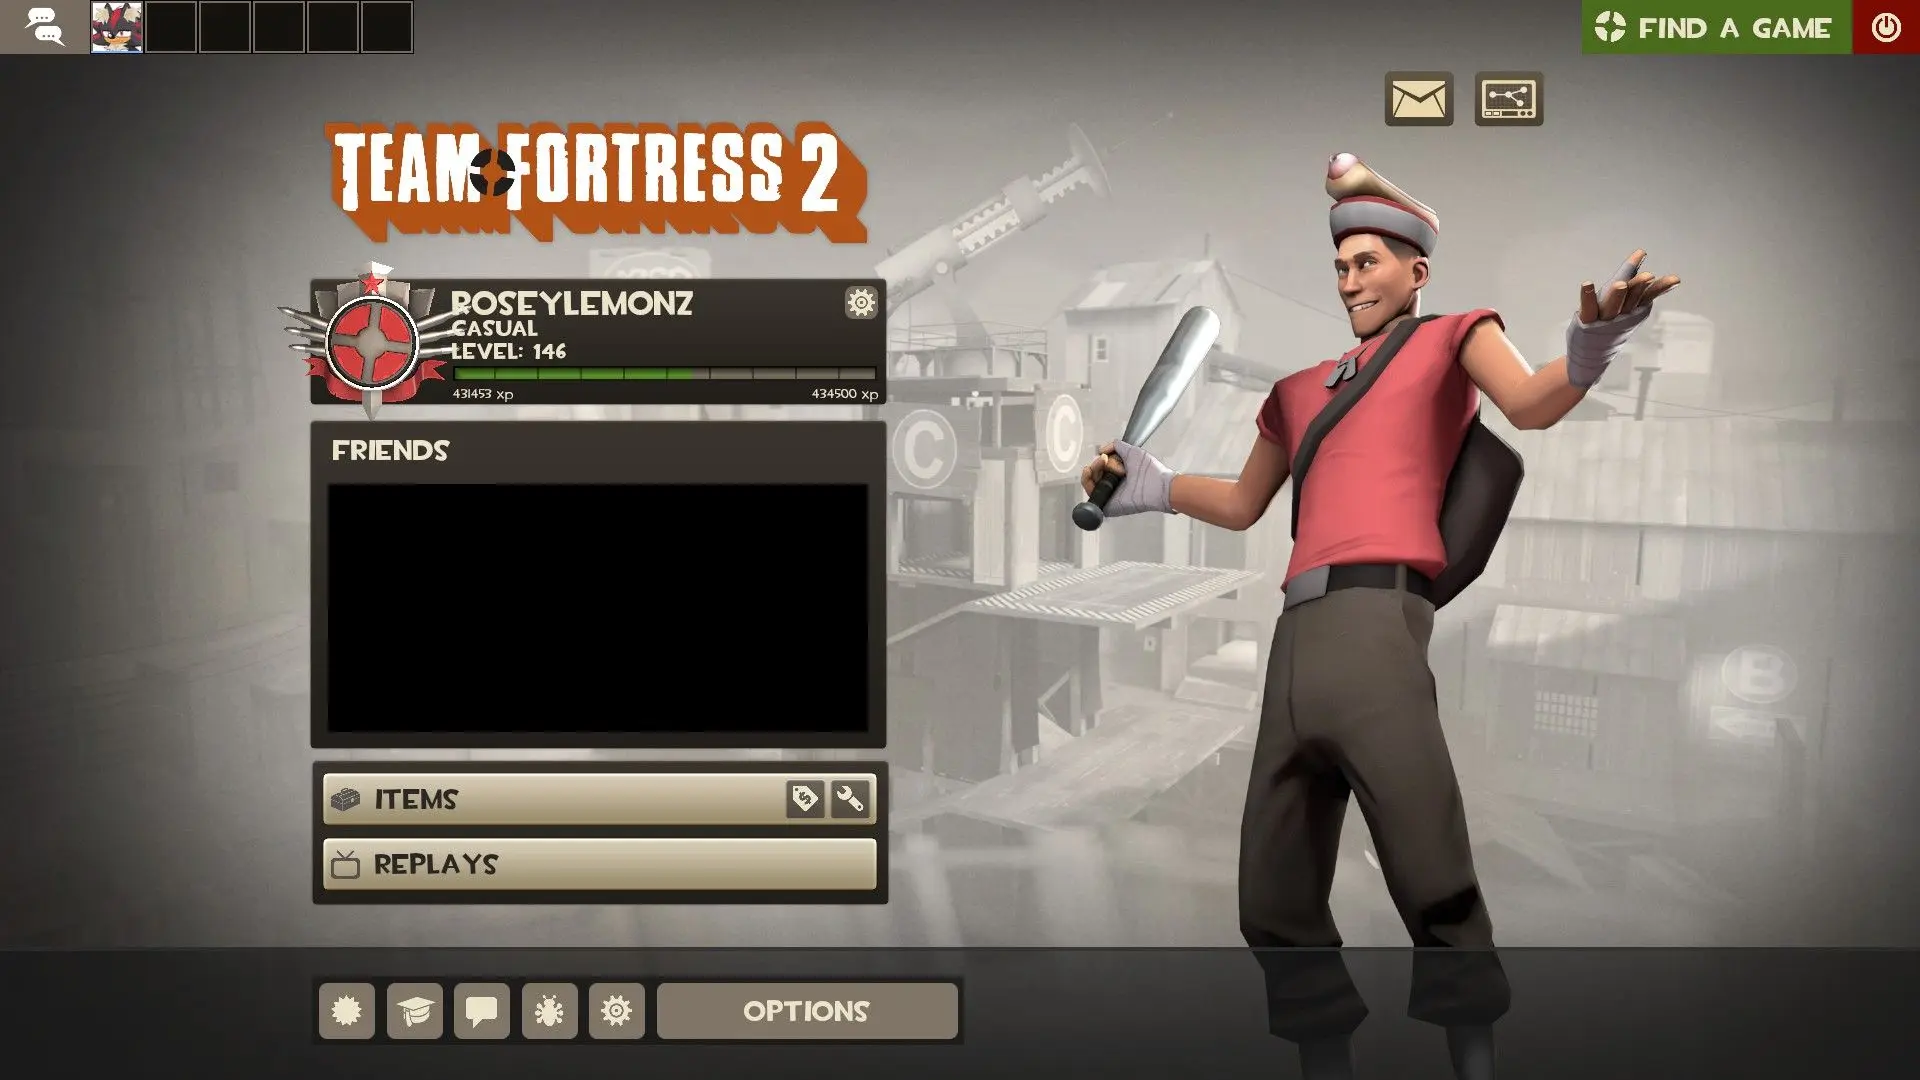 FIND A GAME
TEAM FORTRESS 2
ROSEYLEMONZ
CASUAL
LEVEL: 146
431453 xp
434500 xp
FRIENDS
C
C
B
ITEMS
REPLAYS
OPTIONS